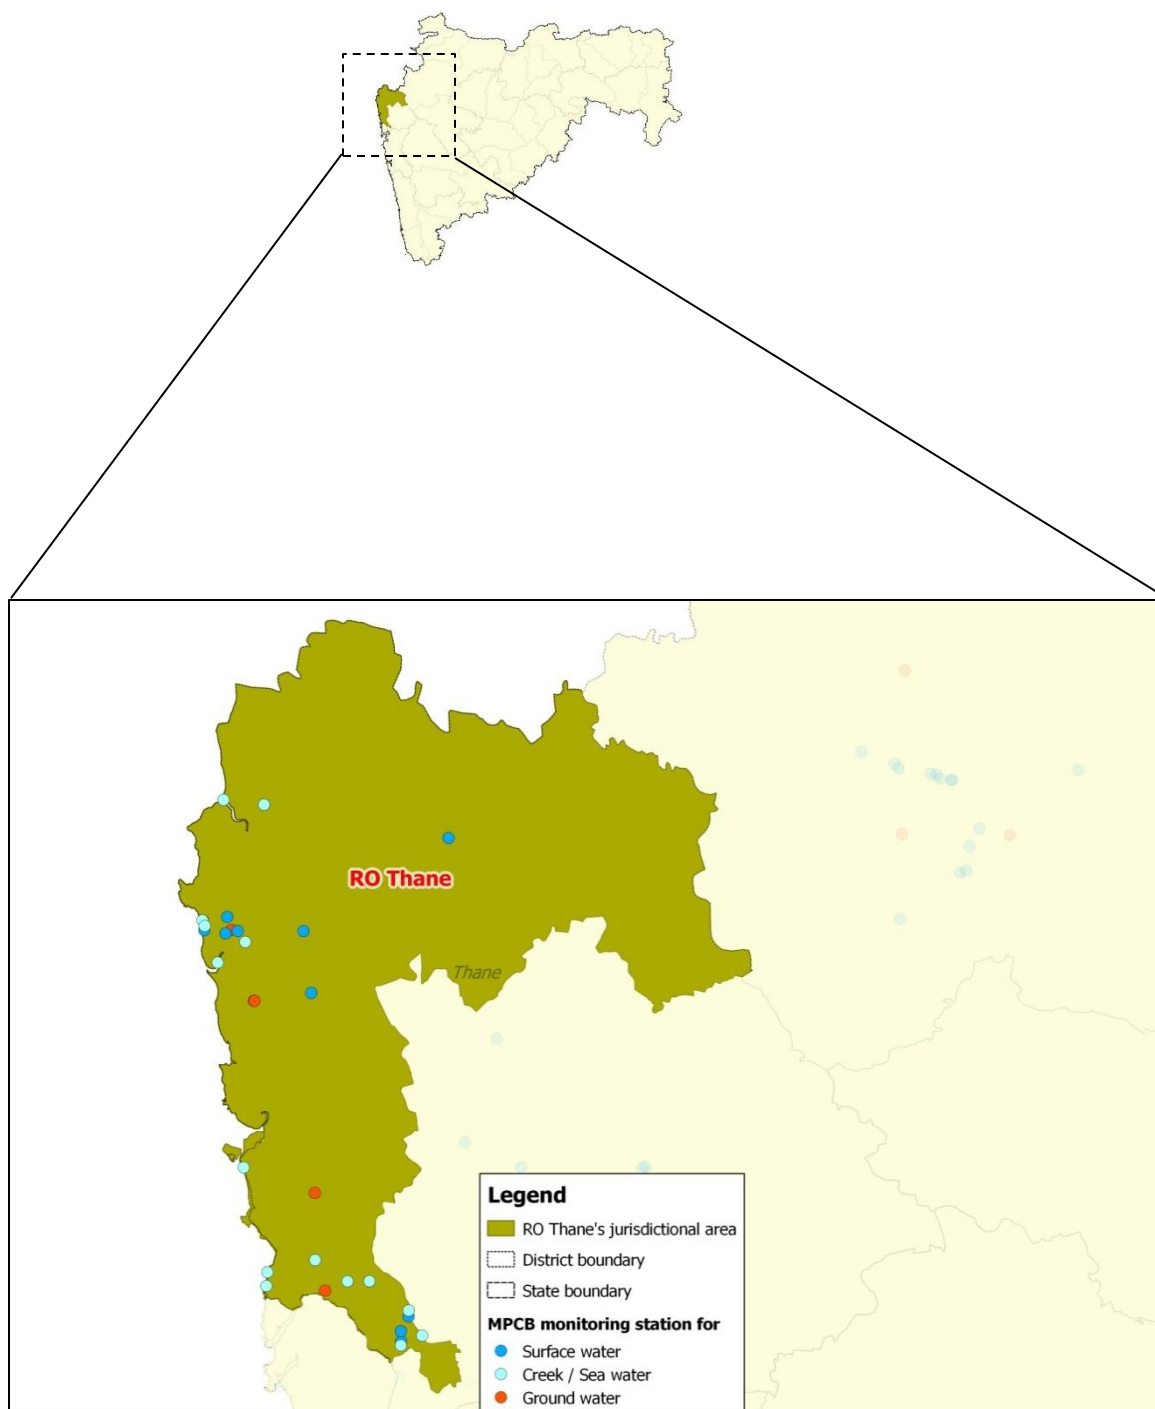 RO Thane
Thane
Legend
RO Thane's jurisdictional area
District boundary
State boundary
MPCB monitoring station for
Surface water
Creek / Sea water
Ground water